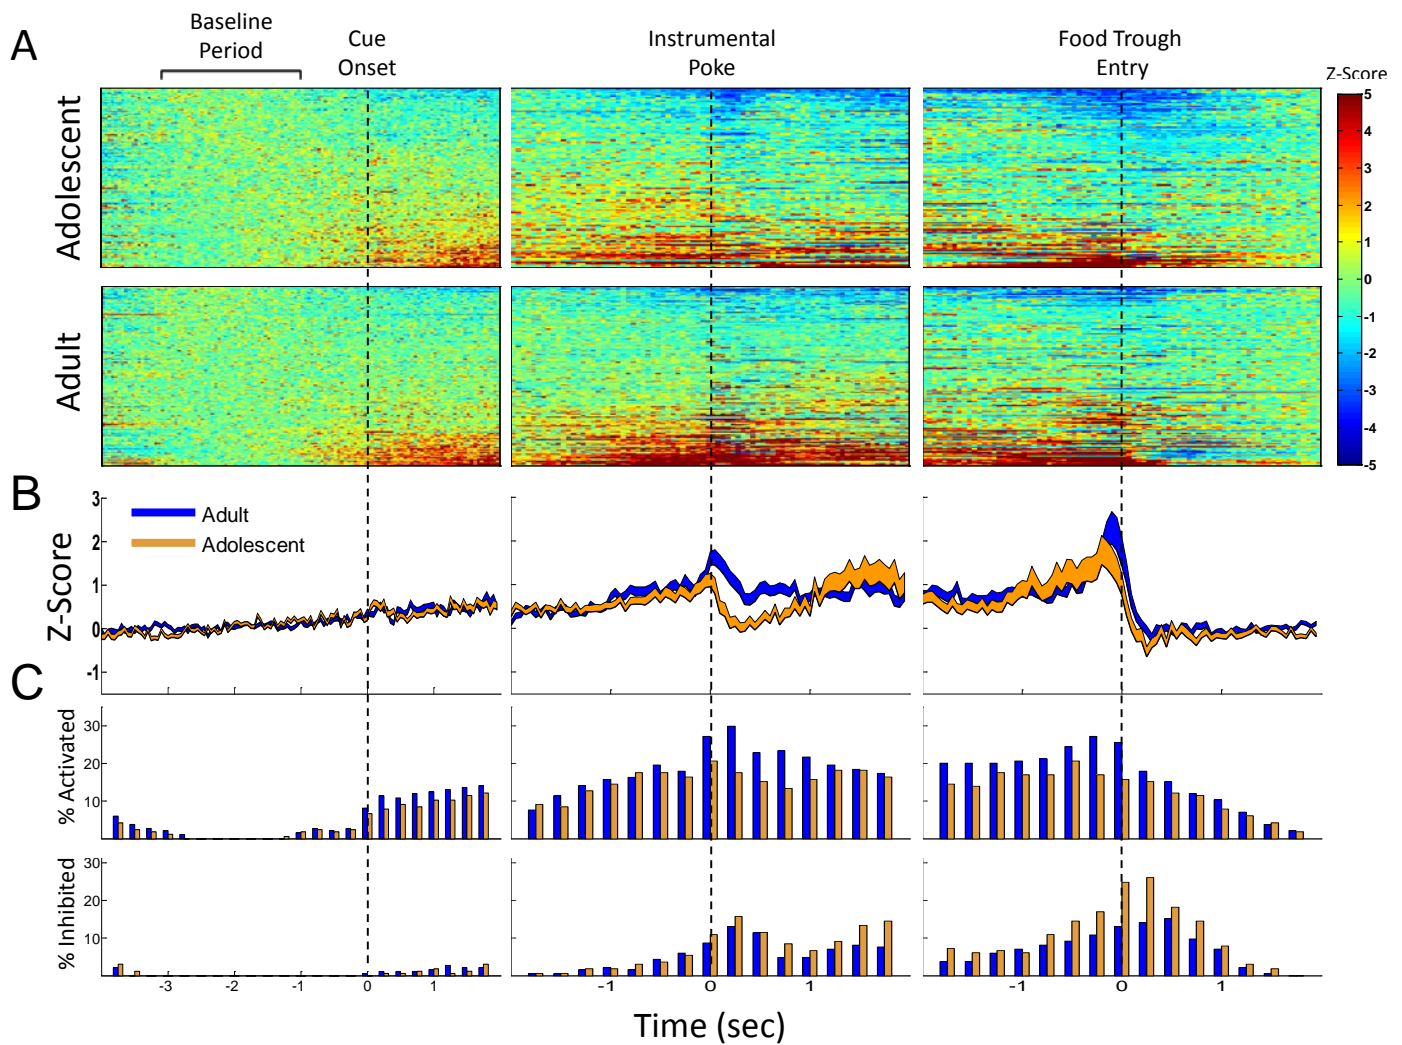 A
Baseline
Period
Cue
Onset
Instrumental
Poke
Food Trough
Entry
Z-Score
Adolescent
5
4
3
2
1
0
-1
-2
-3
-4
-5
Adult
B
Z-Score
3
2
1
0
-1
Adult
Adolescent
C
% Activated
30
20
10
% Inhibited
30
20
10
-3
-2
-1
0
1
-1
0
1
-1
0
1
Time (sec)